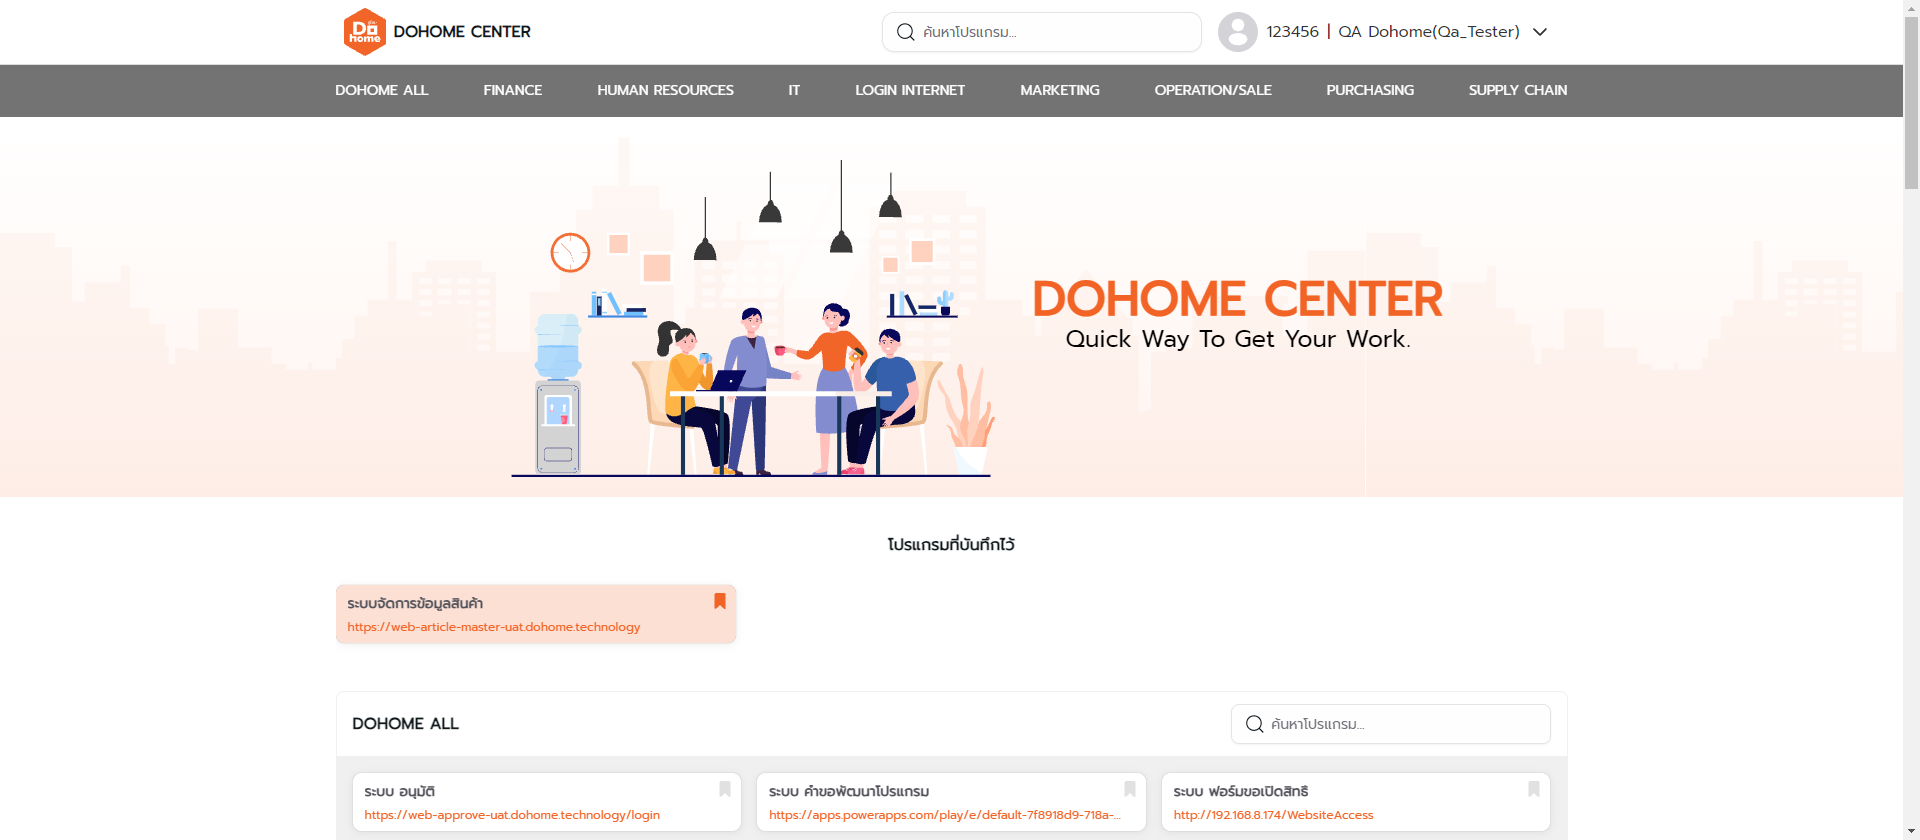 Do home
DOHOME CENTER
ค้นหาโปรแกรม...
123456 | QA Dohome(Qa_Tester)
DOHOME ALL
FINANCE
HUMAN RESOURCES
IT
LOGIN INTERNET
MARKETING
OPERATION/SALE
PURCHASING
SUPPLY CHAIN
DOHOME CENTER
Quick Way To Get Your Work.
โปรแกรมที่บันทึกไว้
ระบบจัดการข้อมูลสินค้า
https://web-article-master-uat.dohome.technology
DOHOME ALL
ค้นหาโปรแกรม...
ระบบ อนุมัติ
https://web-approve-uat.dohome.technology/login
ระบบ คำขอพัฒนาโปรแกรม
https://apps.powerapps.com/play/e/default-7f8918d9-718a-...
ระบบ ฟอร์มขอเปิดสิทธิ์
http://192.168.8.174/WebsiteAccess